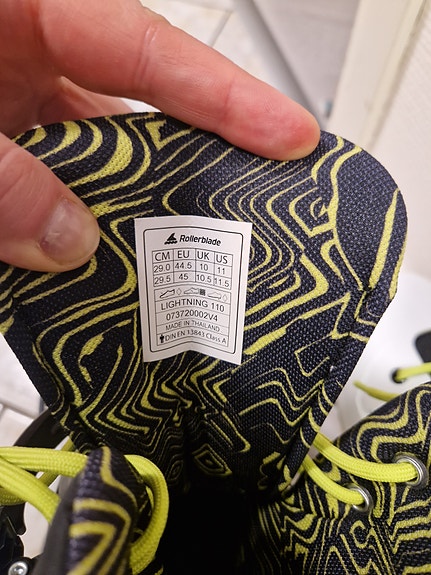 Rollerblade
CM EU UK US
29.0 44.5 10 11
29.5 45 10.5 11.5
LIGHTNING 110
073720002V4
MADE IN THAILAND
DIN EN 13843 Class A